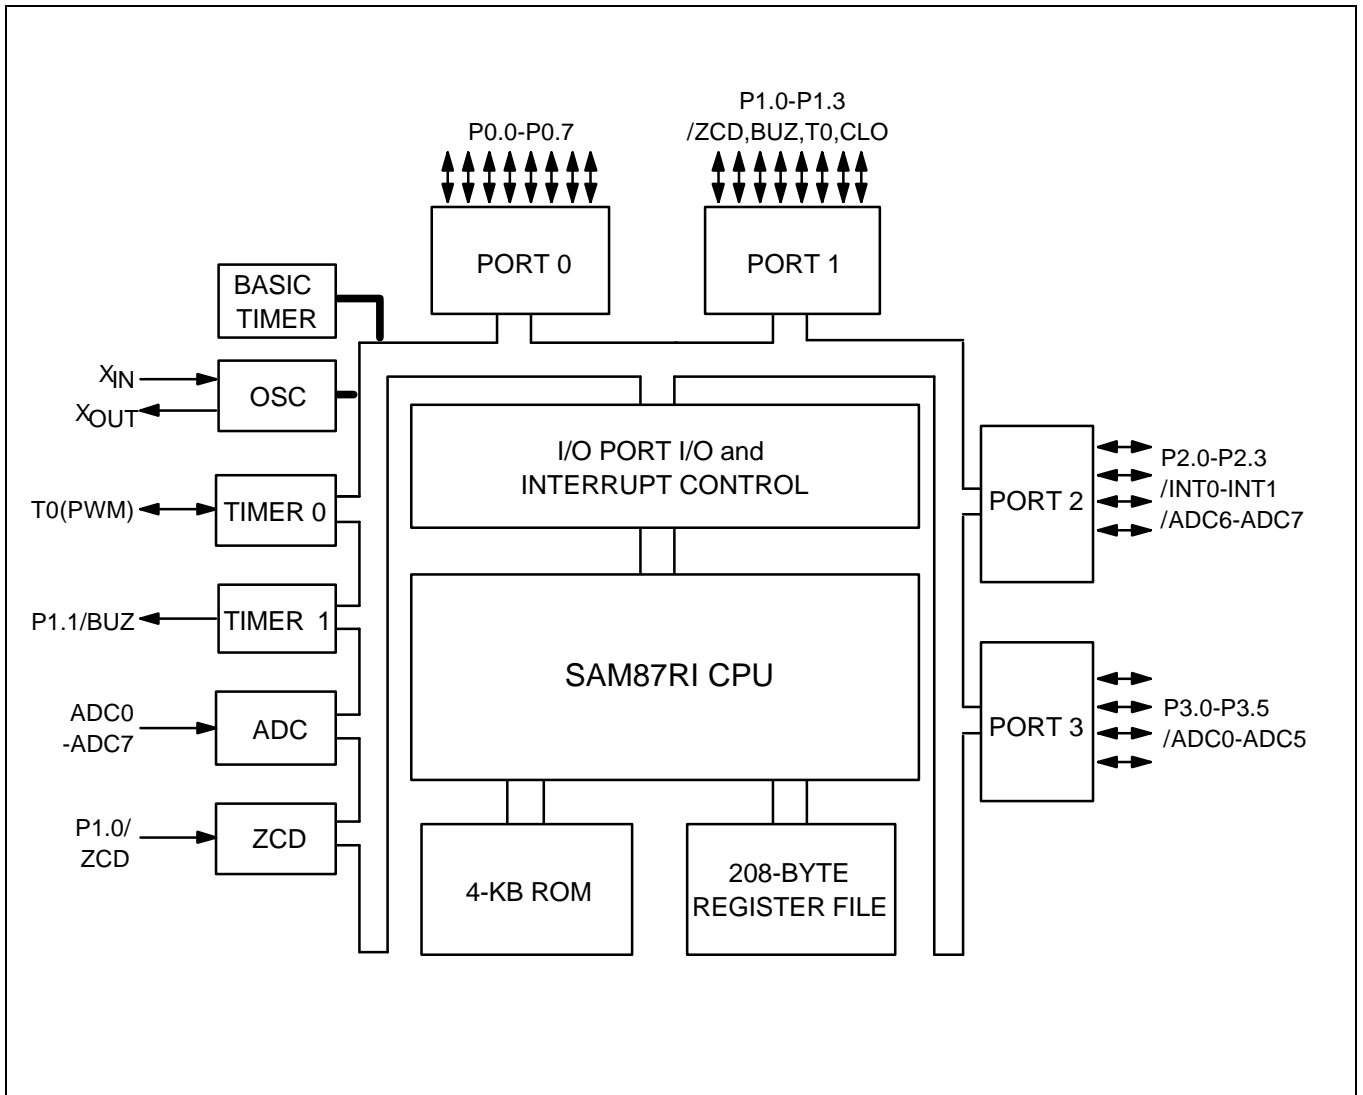 P0.0-P0.7
P1.0-P1.3
/ZCD,BUZ,T0,CLO
PORT 0
PORT 1
BASIC
TIMER
XIN
XOUT
OSC
I/O PORT I/O and
INTERRUPT CONTROL
T0(PWM)
TIMER 0
PORT 2
P2.0-P2.3
/INT0-INT1
/ADC6-ADC7
P1.1/BUZ
TIMER 1
SAM87RI CPU
ADC0
-ADC7
ADC
PORT 3
P3.0-P3.5
/ADC0-ADC5
P1.0/
ZCD
ZCD
4-KB ROM
208-BYTE
REGISTER FILE